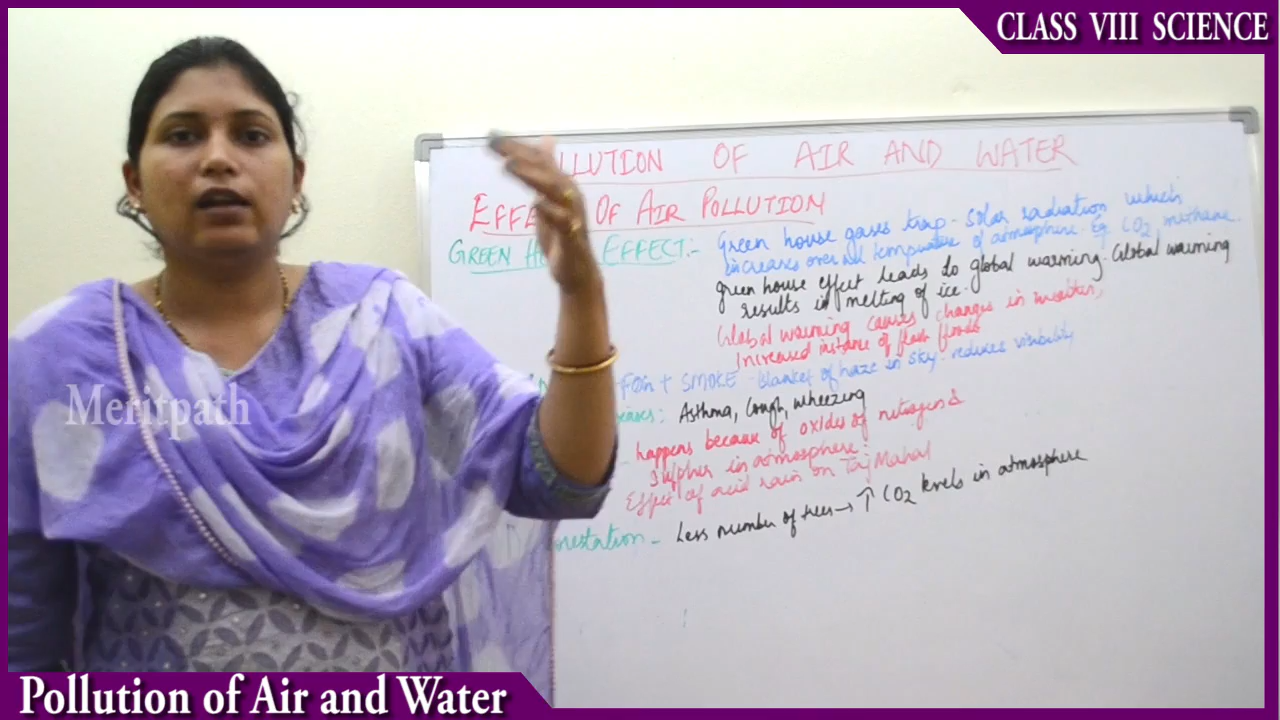 CLASS VIII SCIENCE
OLLUTION OF AIR AND WATER
EFFE Of AIR POLLUTION
GREEN H EFFECT:- Green house gases trap solar radiation which
increases over all temperature of atmosphere. Eg. CO2, methane.
green house effect leads to global warming. Global warming
results in melting of ice.
Global warming causes changes in weather,
Increased instance of flash floods
SMOKE - Blanket of haze in sky. reduces visibility
Asthma, Cough, wheezing
happens because of oxides of nitrogen &
in atmosphere
Effect of acid rain on Taj Mahal
orestation - Less number of trees → ↑ CO2 levels in atmosphere
Meritpath
Pollution of Air and Water